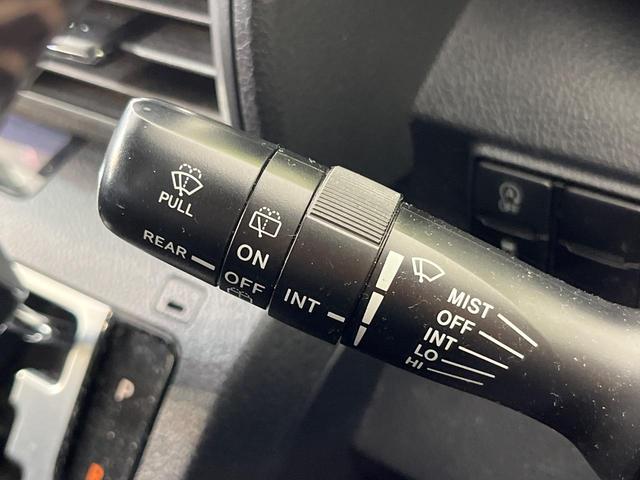 PULL
REAR
ON
OFF
INT
MIST
OFF
INT
LO
HI
P